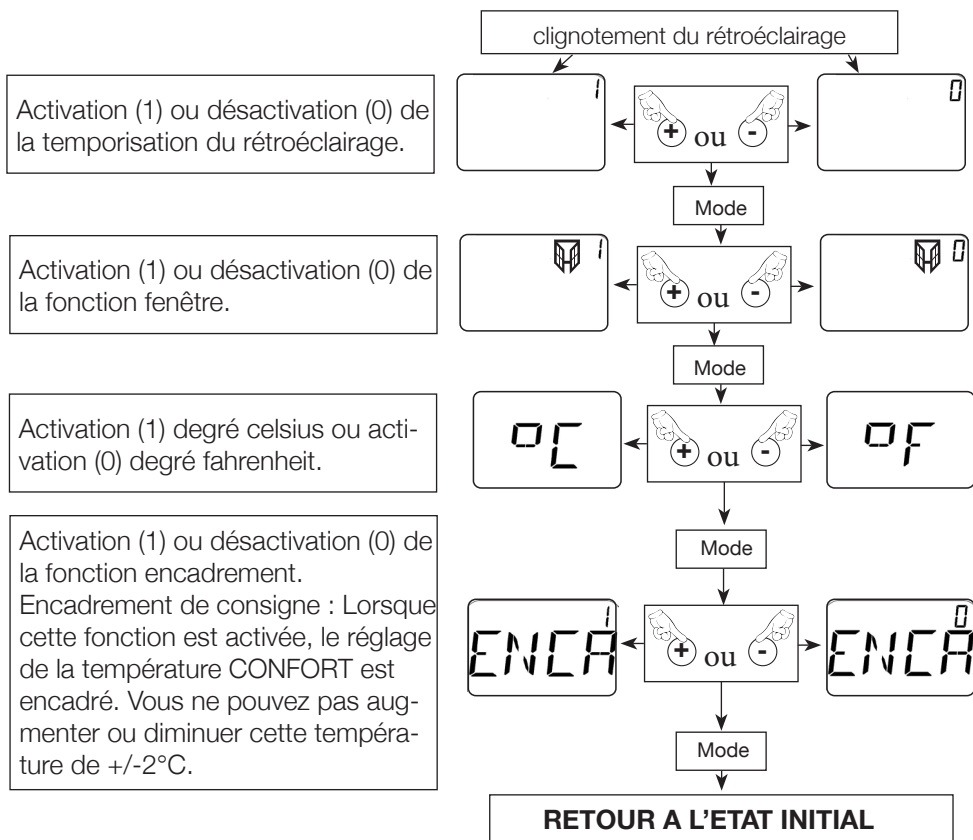 clignotement du rétroéclairage
Activation (1) ou désactivation (0) de
la temporisation du rétroéclairage.
1
+ ou -
0
Mode
Activation (1) ou désactivation (0) de
la fonction fenêtre.
1
+ ou -
0
Mode
Activation (1) degré celsius ou acti-
vation (0) degré fahrenheit.
°C
+ ou -
°F
Mode
Activation (1) ou désactivation (0) de
la fonction encadrement.
Encadrement de consigne : Lorsque
cette fonction est activée, le réglage
de la température CONFORT est
encadré. Vous ne pouvez pas aug-
menter ou diminuer cette tempéra-
ture de +/-2°C.
1
ENCA
+ ou -
0
ENCA
Mode
RETOUR A L'ETAT INITIAL